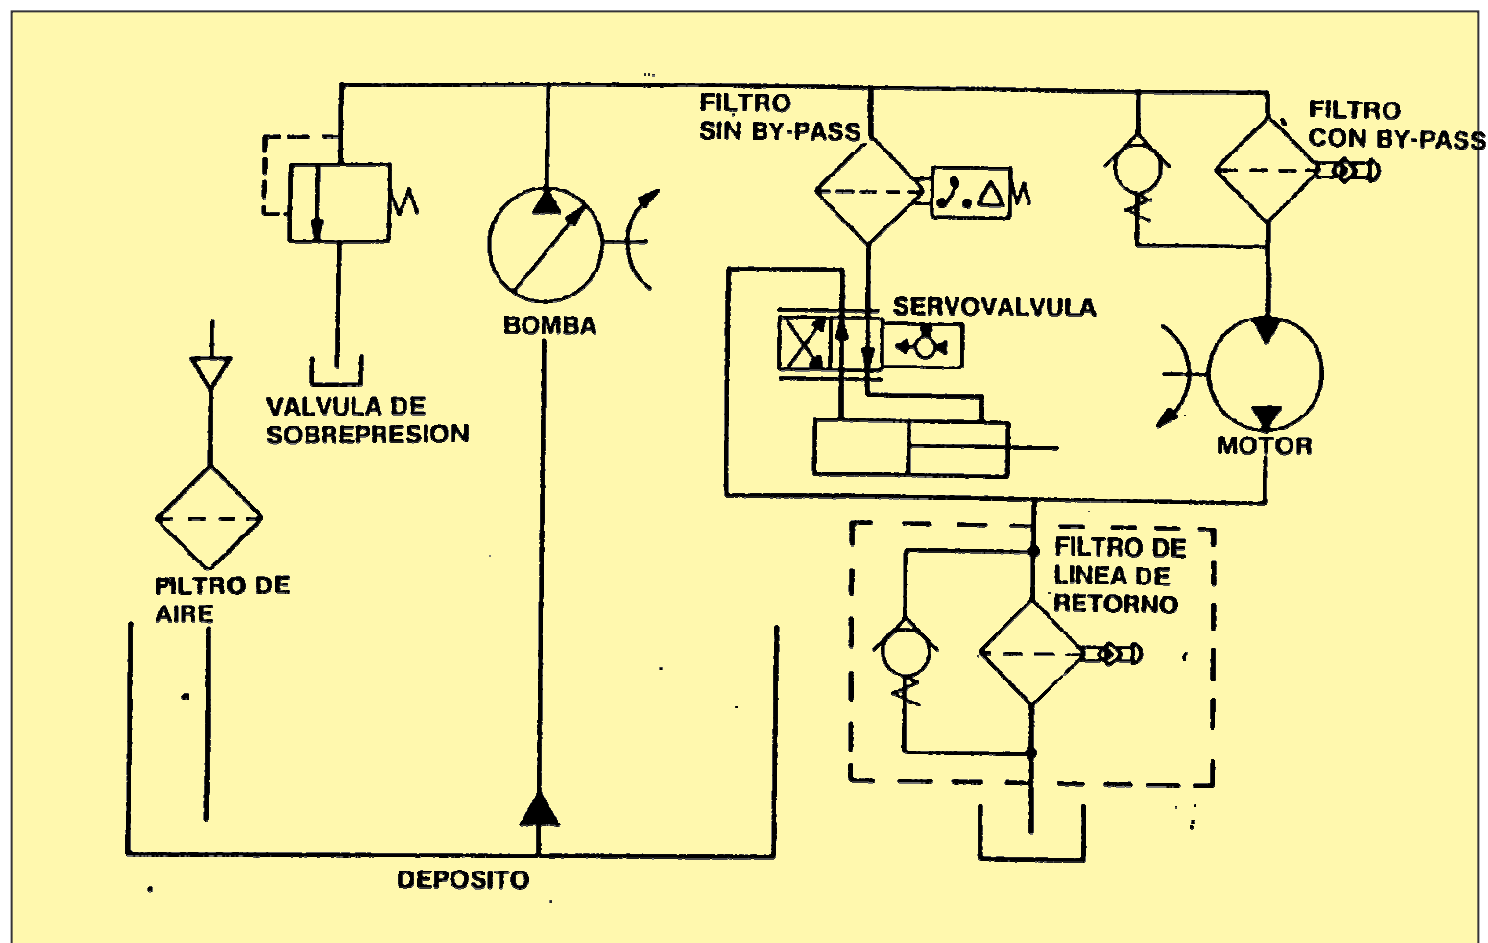 FILTRO
SIN BY-PASS
FILTRO
CON BY-PASS
BOMBA
SERVOVALVULA
VALVULA DE
SOBREPRESION
MOTOR
FILTRO DE
AIRE
FILTRO DE
LINEA DE
RETORNO
DEPOSITO